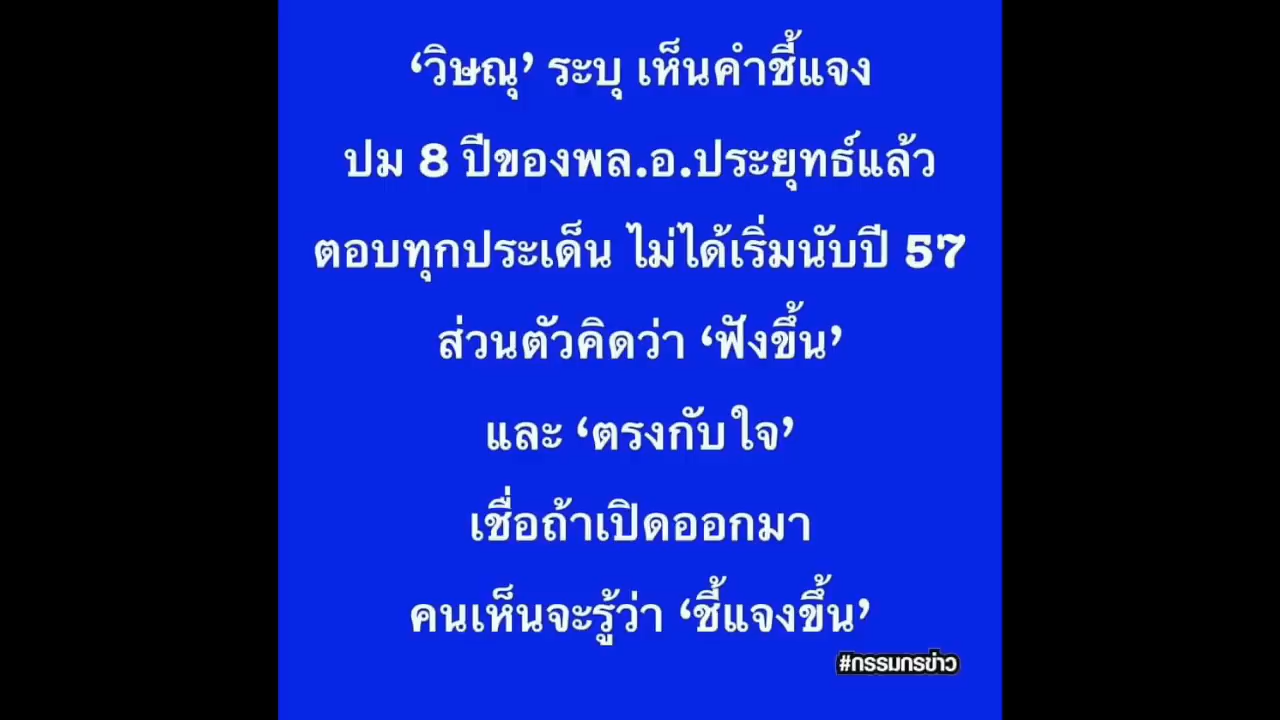 ‘วิษณุ’ ระบุ เห็นคำชี้แจง
ปม 8 ปีของพล.อ.ประยุทธ์แล้ว
ตอบทุกประเด็น ไม่ได้เริ่มนับปี 57
ส่วนตัวคิดว่า ‘ฟังขึ้น’
และ ‘ตรงกับใจ’
เชื่อถ้าเปิดออกมา
คนเห็นจะรู้ว่า ‘ชี้แจงขึ้น’
#กรรมกรข่าว